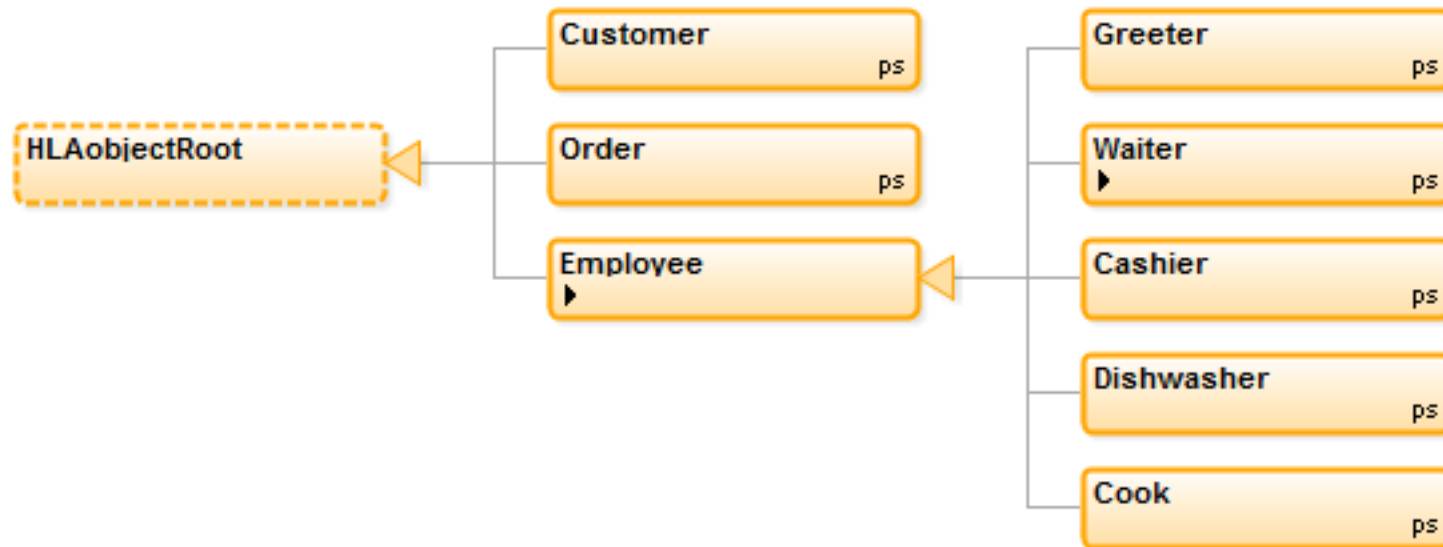 HLAobjectRoot
Customer
ps
Order
ps
Employee
Greeter
ps
Waiter
ps
Cashier
ps
Dishwasher
ps
Cook
ps